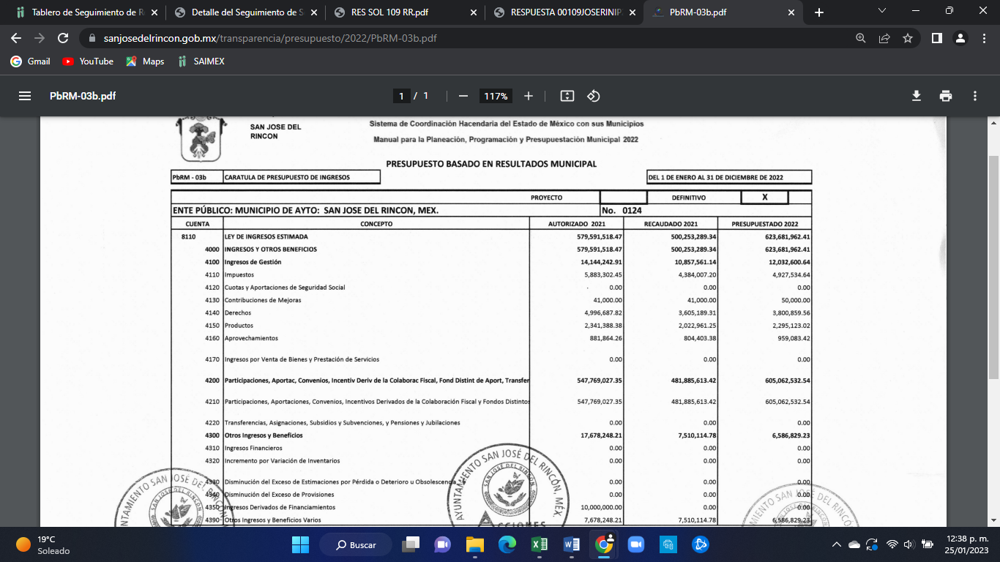 Tablero de Seguimiento de R
Detalle del Seguimiento de S
RES SOL 109 RR.pdf
RESPUESTA 00109JOSERINIP
PbRM-03b.pdf
sanjosedelrincon.gob.mx/transparencia/presupuesto/2022/PbRM-03b.pdf
Gmail YouTube Maps SAIMEX
PbRM-03b.pdf 1 / 1 117%
SAN JOSE DEL
RINCON
Sistema de Coordinación Hacendaria del Estado de México con sus Municipios
Manual para la Planeación, Programación y Presupuestación Municipal 2022
PRESUPUESTO BASADO EN RESULTADOS MUNICIPAL
PbRM - 03b CARATULA DE PRESUPUESTO DE INGRESOS DEL 1 DE ENERO AL 31 DE DICIEMBRE DE 2022
PROYECTO DEFINITIVO X
ENTE PÚBLICO: MUNICIPIO DE AYTO: SAN JOSE DEL RINCON, MEX. No. 0124
CUENTA CONCEPTO AUTORIZADO 2021 RECAUDADO 2021 PRESUPUESTADO 2022
8110 LEY DE INGRESOS ESTIMADA 579,591,518.47 500,253,289.34 623,681,962.41
4000 INGRESOS Y OTROS BENEFICIOS 579,591,518.47 500,253,289.34 623,681,962.41
4100 Ingresos de Gestión 14,144,242.91 10,857,561.14 12,032,600.64
4110 Impuestos 5,883,302.45 4,384,007.20 4,927,534.64
4120 Cuotas y Aportaciones de Seguridad Social 0.00 0.00 0.00
4130 Contribuciones de Mejoras 41,000.00 41,000.00 50,000.00
4140 Derechos 4,996,687.82 3,605,189.31 3,800,859.56
4150 Productos 2,341,388.38 2,022,961.25 2,295,123.02
4160 Aprovechamientos 881,864.26 804,403.38 959,083.42
4170 Ingresos por Venta de Bienes y Prestación de Servicios 0.00 0.00 0.00
4200 Participaciones, Aportac, Convenios, Incentiv Deriv de la Colaborac Fiscal, Fond Distint de Aport, Transfer 547,769,027.35 481,885,613.42 605,062,532.54
4210 Participaciones, Aportaciones, Convenios, Incentivos Derivados de la Colaboración Fiscal y Fondos Distintos 547,769,027.35 481,885,613.42 605,062,532.54
4220 Transferencias, Asignaciones, Subsidios y Subvenciones, y Pensiones y Jubilaciones 0.00 0.00 0.00
4300 Otros Ingresos y Beneficios 17,678,248.21 7,510,114.78 6,586,829.23
4310 Ingresos Financieros 0.00 0.00 0.00
4320 Incremento por Variación de Inventarios 0.00 0.00 0.00
4330 Disminución del Exceso de Estimaciones por Pérdida o Deterioro u Obsolescencia 0.00 0.00 0.00
4340 Disminución del Exceso de Provisiones 0.00 0.00 0.00
4350 Ingresos Derivados de Financiamientos 10,000,000.00 0.00 0.00
4390 Otros Ingresos y Beneficios Varios 7,678,248.21 7,510,114.78 6,586,829.23
AYUNTAMIENTO SAN JOSÉ DEL RINCÓN, MÉX.
SAN JOSÉ DEL RINCÓN
ACCIONES
19°C
Soleado
Buscar
12:38 p. m.
25/01/2023